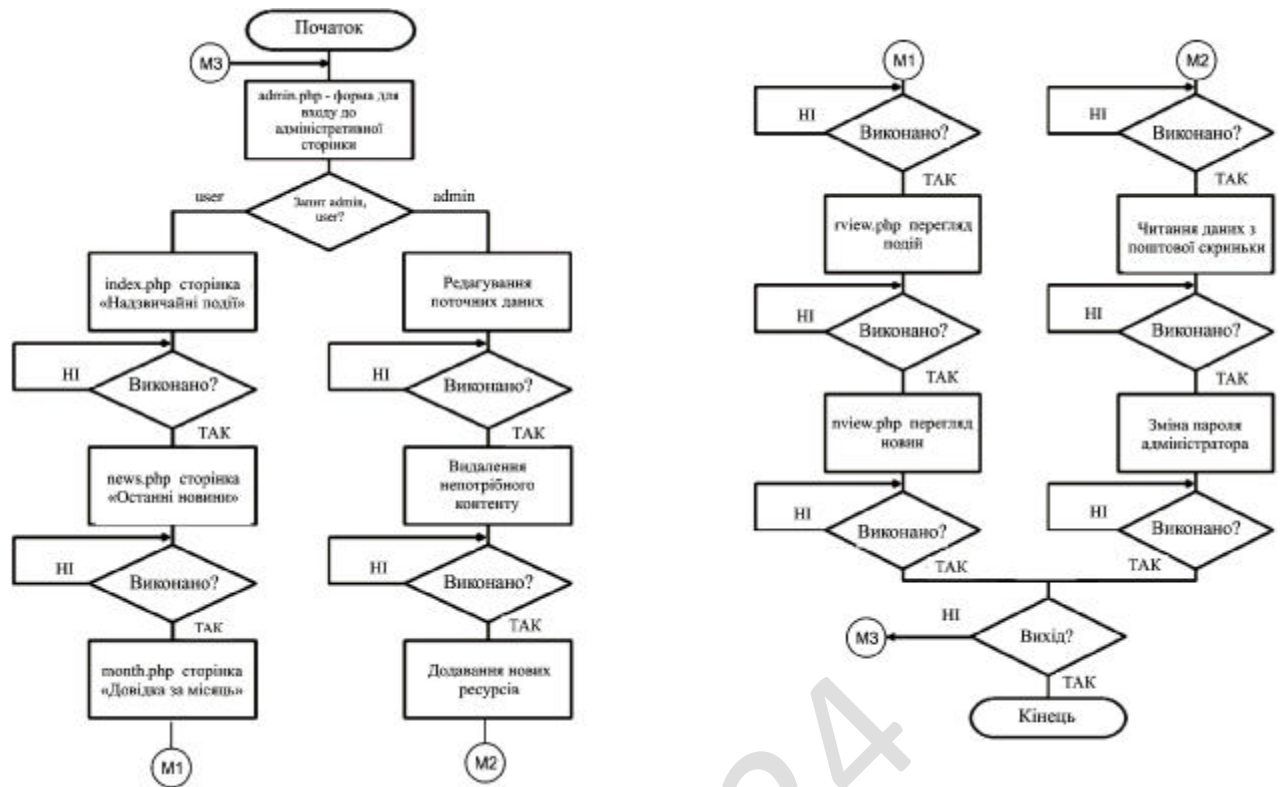 Початок
М3
admin.php - форма для
входу до
адміністретивної
сторінки
user
Запит admin,
user?
admin
index.php сторінка
«Надзвичайні події»
Редагування
поточних даних
НІ
Виконано?
ТАК
НІ
Виконано?
ТАК
news.php сторінка
«Останні новини»
Видалення
непотрібного
контенту
НІ
Виконано?
ТАК
НІ
Виконано?
ТАК
month.php сторінка
«Довідка за місяць»
Додавання нових
ресурсів
М1
М2
М1
М2
НІ
Виконано?
ТАК
НІ
Виконано?
ТАК
rview.php перегляд
подій
Читання даних з
поштової скриньки
НІ
Виконано?
ТАК
НІ
Виконано?
ТАК
nview.php перегляд
новин
Зміна пароля
адміністратора
НІ
Виконано?
ТАК
НІ
Виконано?
ТАК
НІ
М3
Вихід?
ТАК
Кінець
24